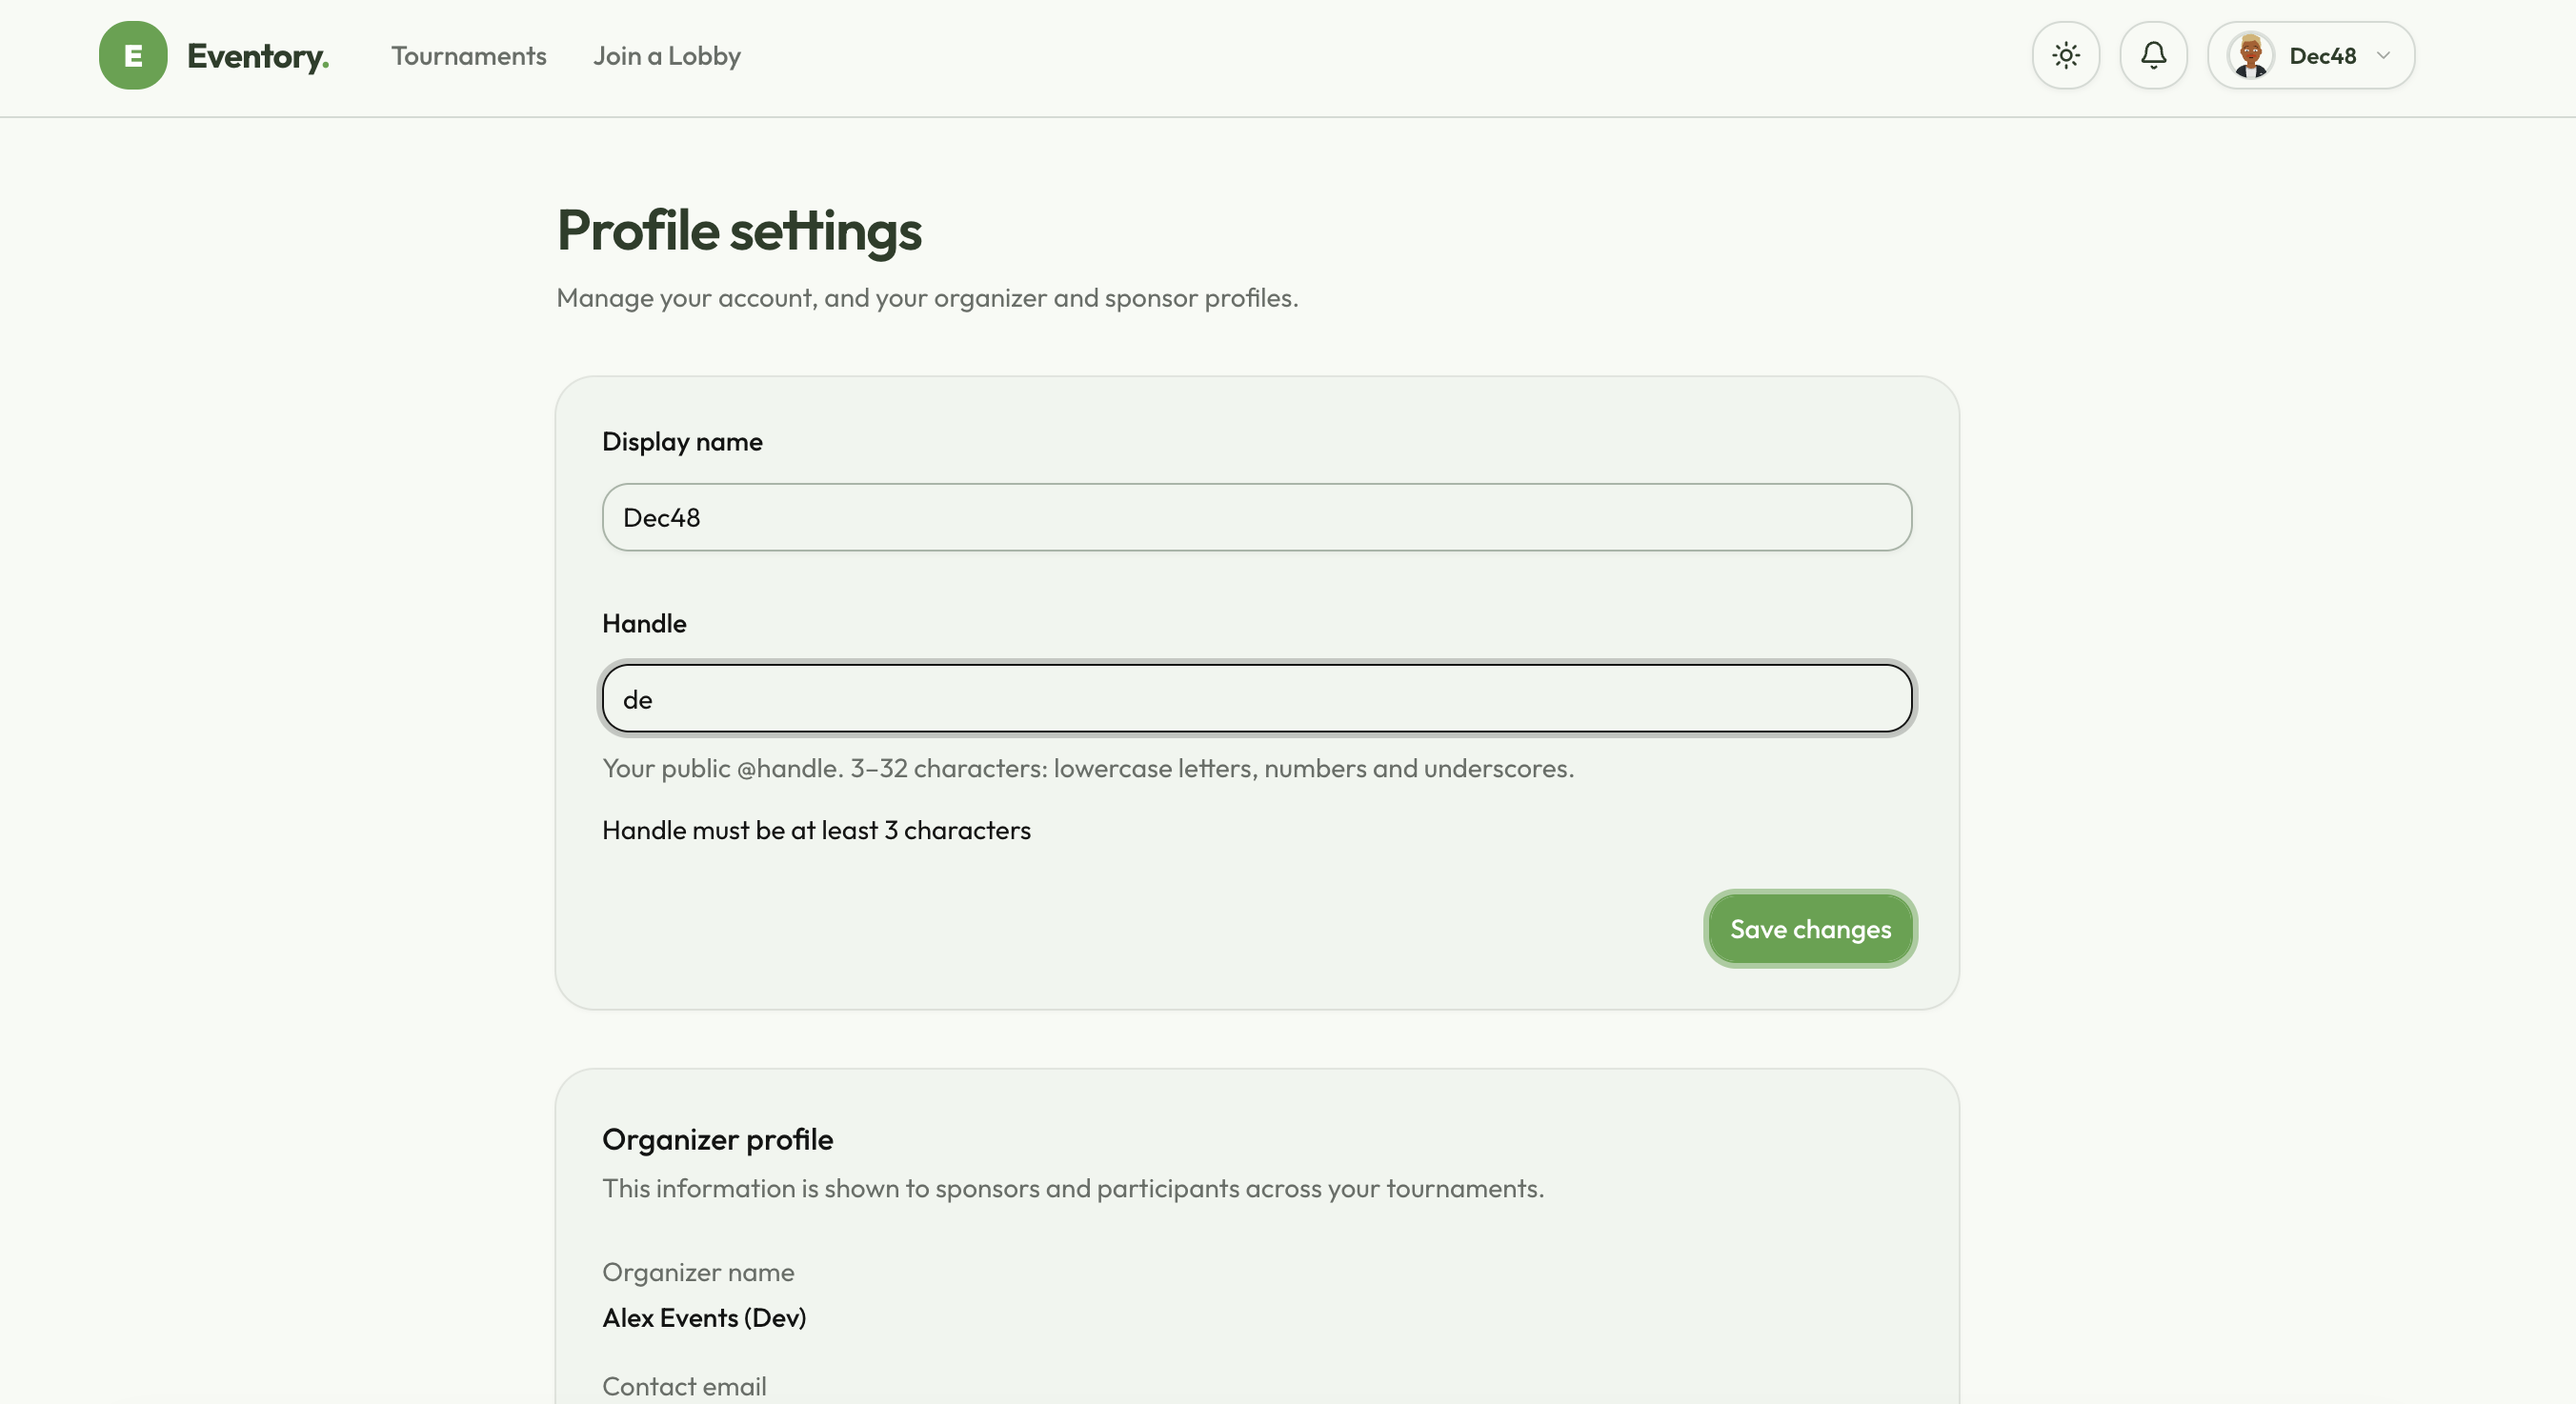 E Eventory. Tournaments Join a Lobby Dec48
Profile settings
Manage your account, and your organizer and sponsor profiles.
Display name
Dec48
Handle
de
Your public @handle. 3–32 characters: lowercase letters, numbers and underscores.
Handle must be at least 3 characters
Save changes
Organizer profile
This information is shown to sponsors and participants across your tournaments.
Organizer name
Alex Events (Dev)
Contact email